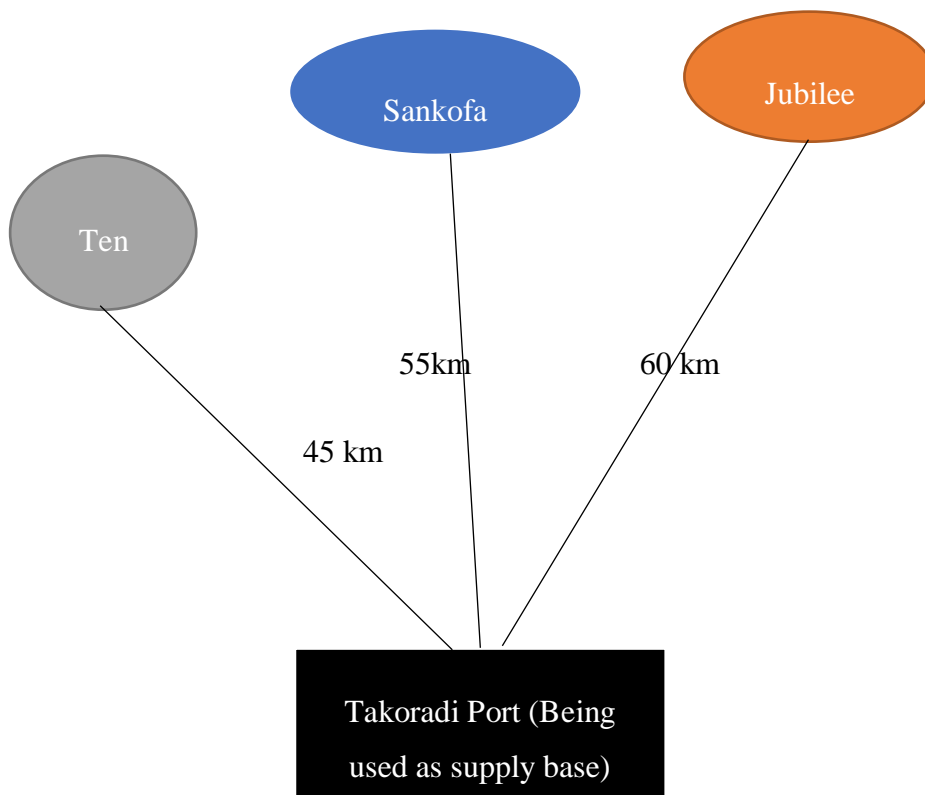 Sankofa
Jubilee
Ten
55km
60 km
45 km
Takoradi Port (Being
used as supply base)